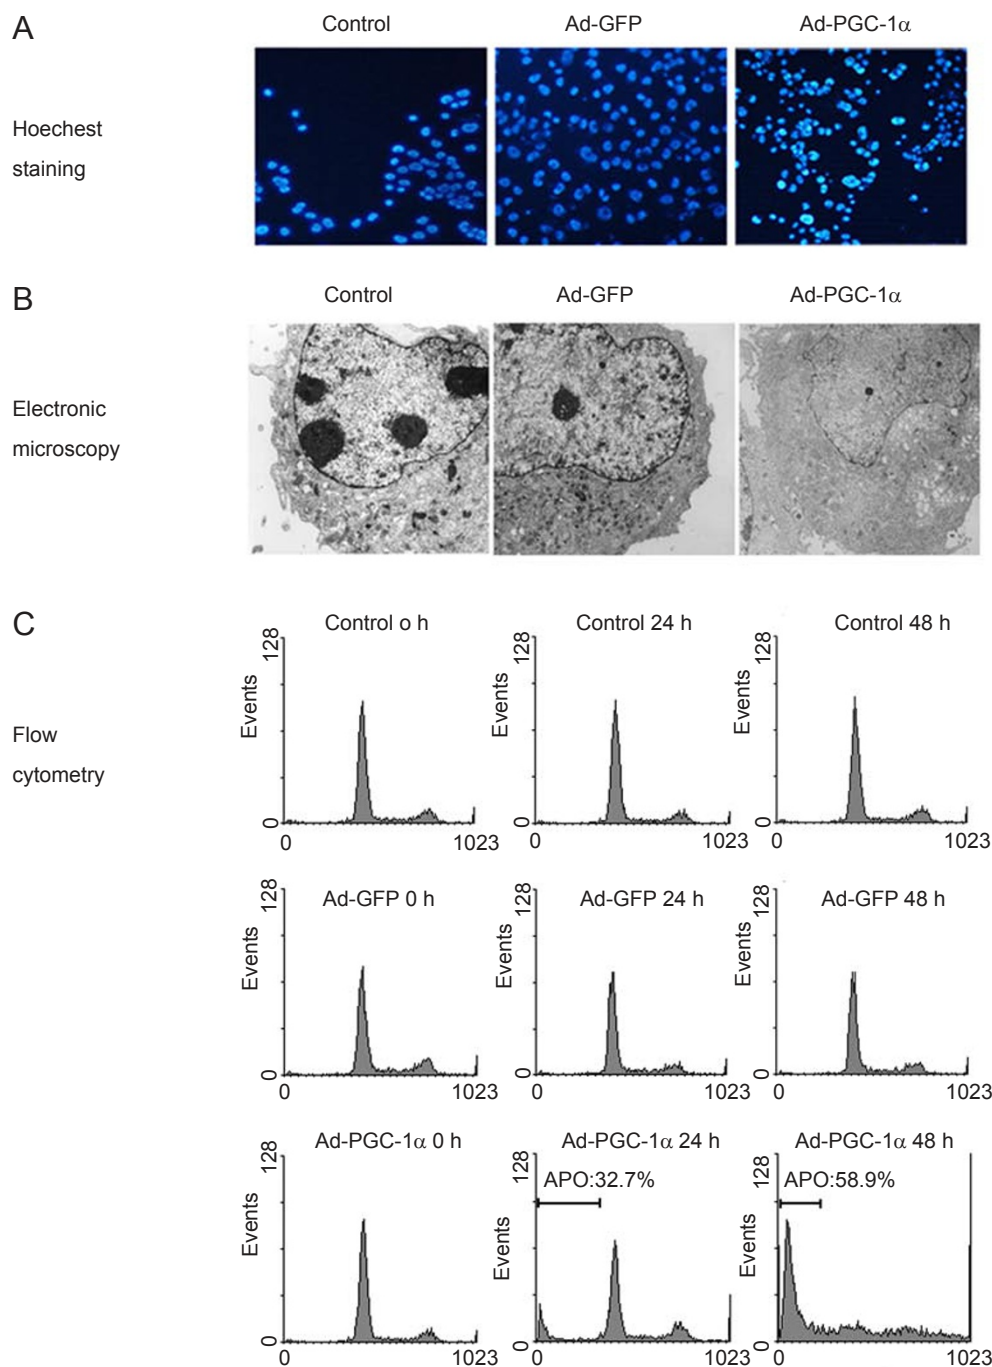 A
Control
Ad-GFP
Ad-PGC-1α
Hoechest
staining
B
Control
Ad-GFP
Ad-PGC-1α
Electronic
microscopy
C
Flow
cytometry
Control o h
128
Events
0
0
1023
Control 24 h
128
Events
0
0
1023
Control 48 h
128
Events
0
0
1023
Ad-GFP 0 h
128
Events
0
0
1023
Ad-GFP 24 h
128
Events
0
0
1023
Ad-GFP 48 h
128
Events
0
0
1023
Ad-PGC-1α 0 h
128
Events
0
0
1023
Ad-PGC-1α 24 h
128
APO:32.7%
Events
0
0
1023
Ad-PGC-1α 48 h
128
APO:58.9%
Events
0
0
1023